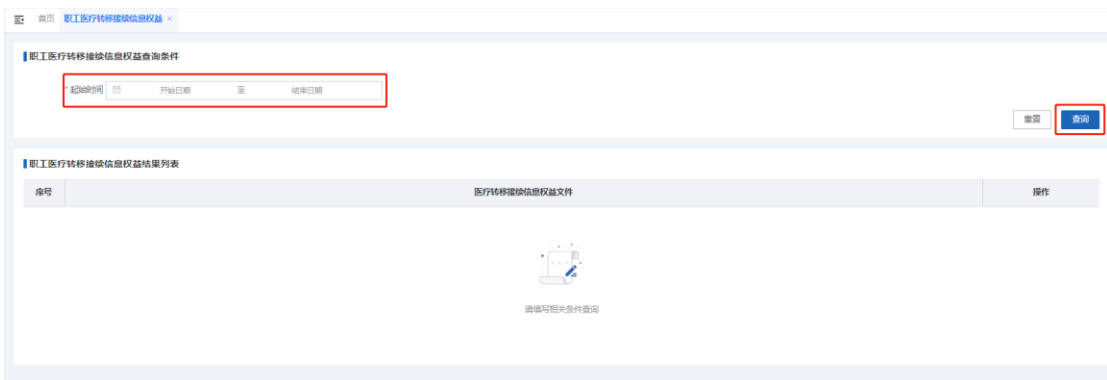 首页 职工医疗转移接续信息权益 ×
职工医疗转移接续信息权益查询条件
* 起始时间 开始日期 至 结束日期
重置 查询
职工医疗转移接续信息权益结果列表
序号 医疗转移接续信息权益文件 操作
请填写相关条件查询